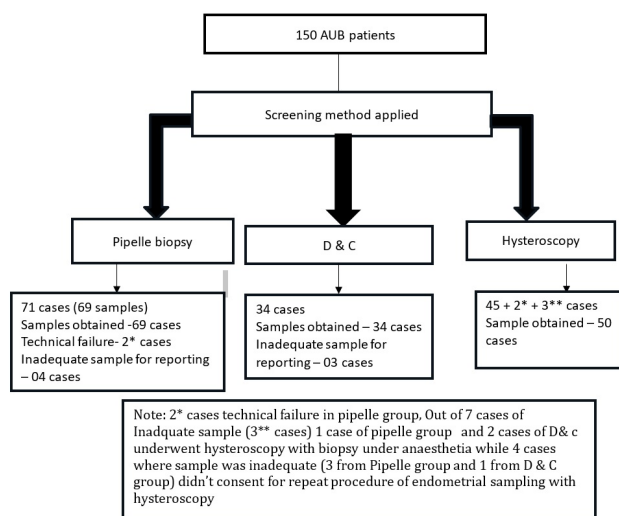 150 AUB patients
Screening method applied
Pipelle biopsy
D & C
Hysteroscopy
71 cases (69 samples)
Samples obtained -69 cases
Technical failure- 2* cases
Inadequate sample for reporting
– 04 cases
34 cases
Samples obtained – 34 cases
Inadequate sample for
reporting – 03 cases
45 + 2* + 3** cases
Sample obtained – 50
cases
Note: 2* cases technical failure in pipelle group, Out of 7 cases of
Inadquate sample (3** cases) 1 case of pipelle group and 2 cases of D& c
underwent hysteroscopy with biopsy under anaesthetia while 4 cases
where sample was inadequate (3 from Pipelle group and 1 from D & C
group) didn't consent for repeat procedure of endometrial sampling with
hysteroscopy